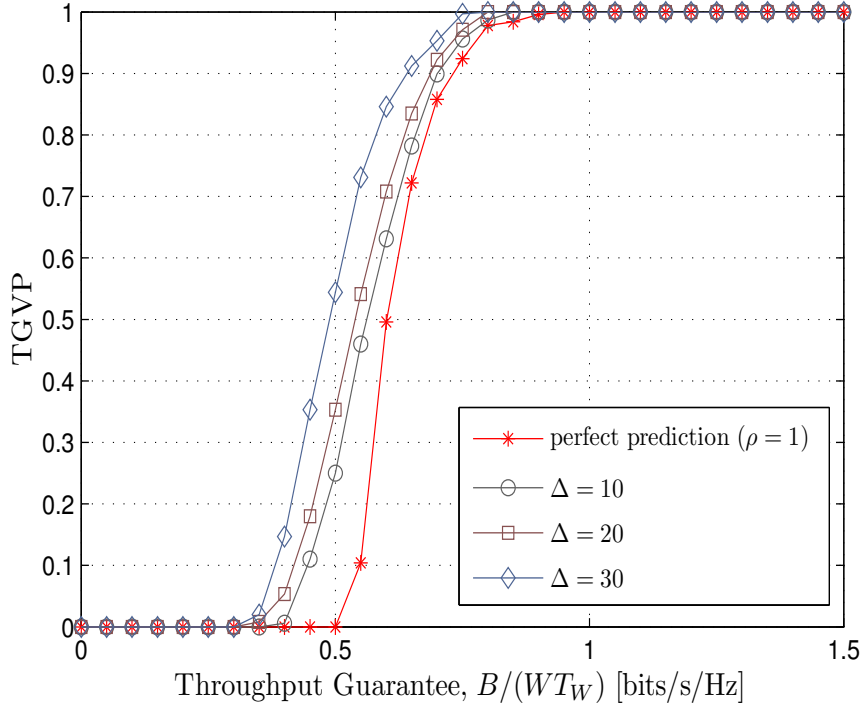 1
0.9
0.8
0.7
0.6
0.5
0.4
0.3
0.2
0.1
0
TGVP
perfect prediction (ρ = 1)
Δ = 10
Δ = 20
Δ = 30
0 0.5 1 1.5
Throughput Guarantee, B/(WT_W) [bits/s/Hz]